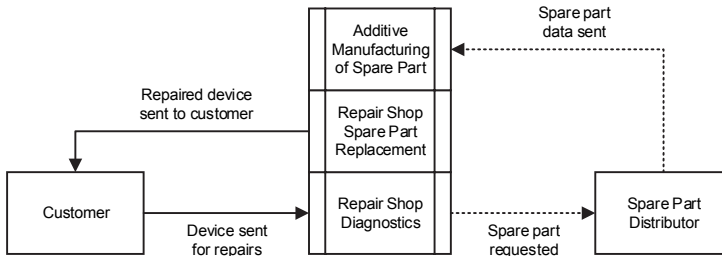 Spare part
data sent
Additive
Manufacturing
of Spare Part
Repaired device
sent to customer
Repair Shop
Spare Part
Replacement
Customer
Device sent
for repairs
Repair Shop
Diagnostics
Spare part
requested
Spare Part
Distributor